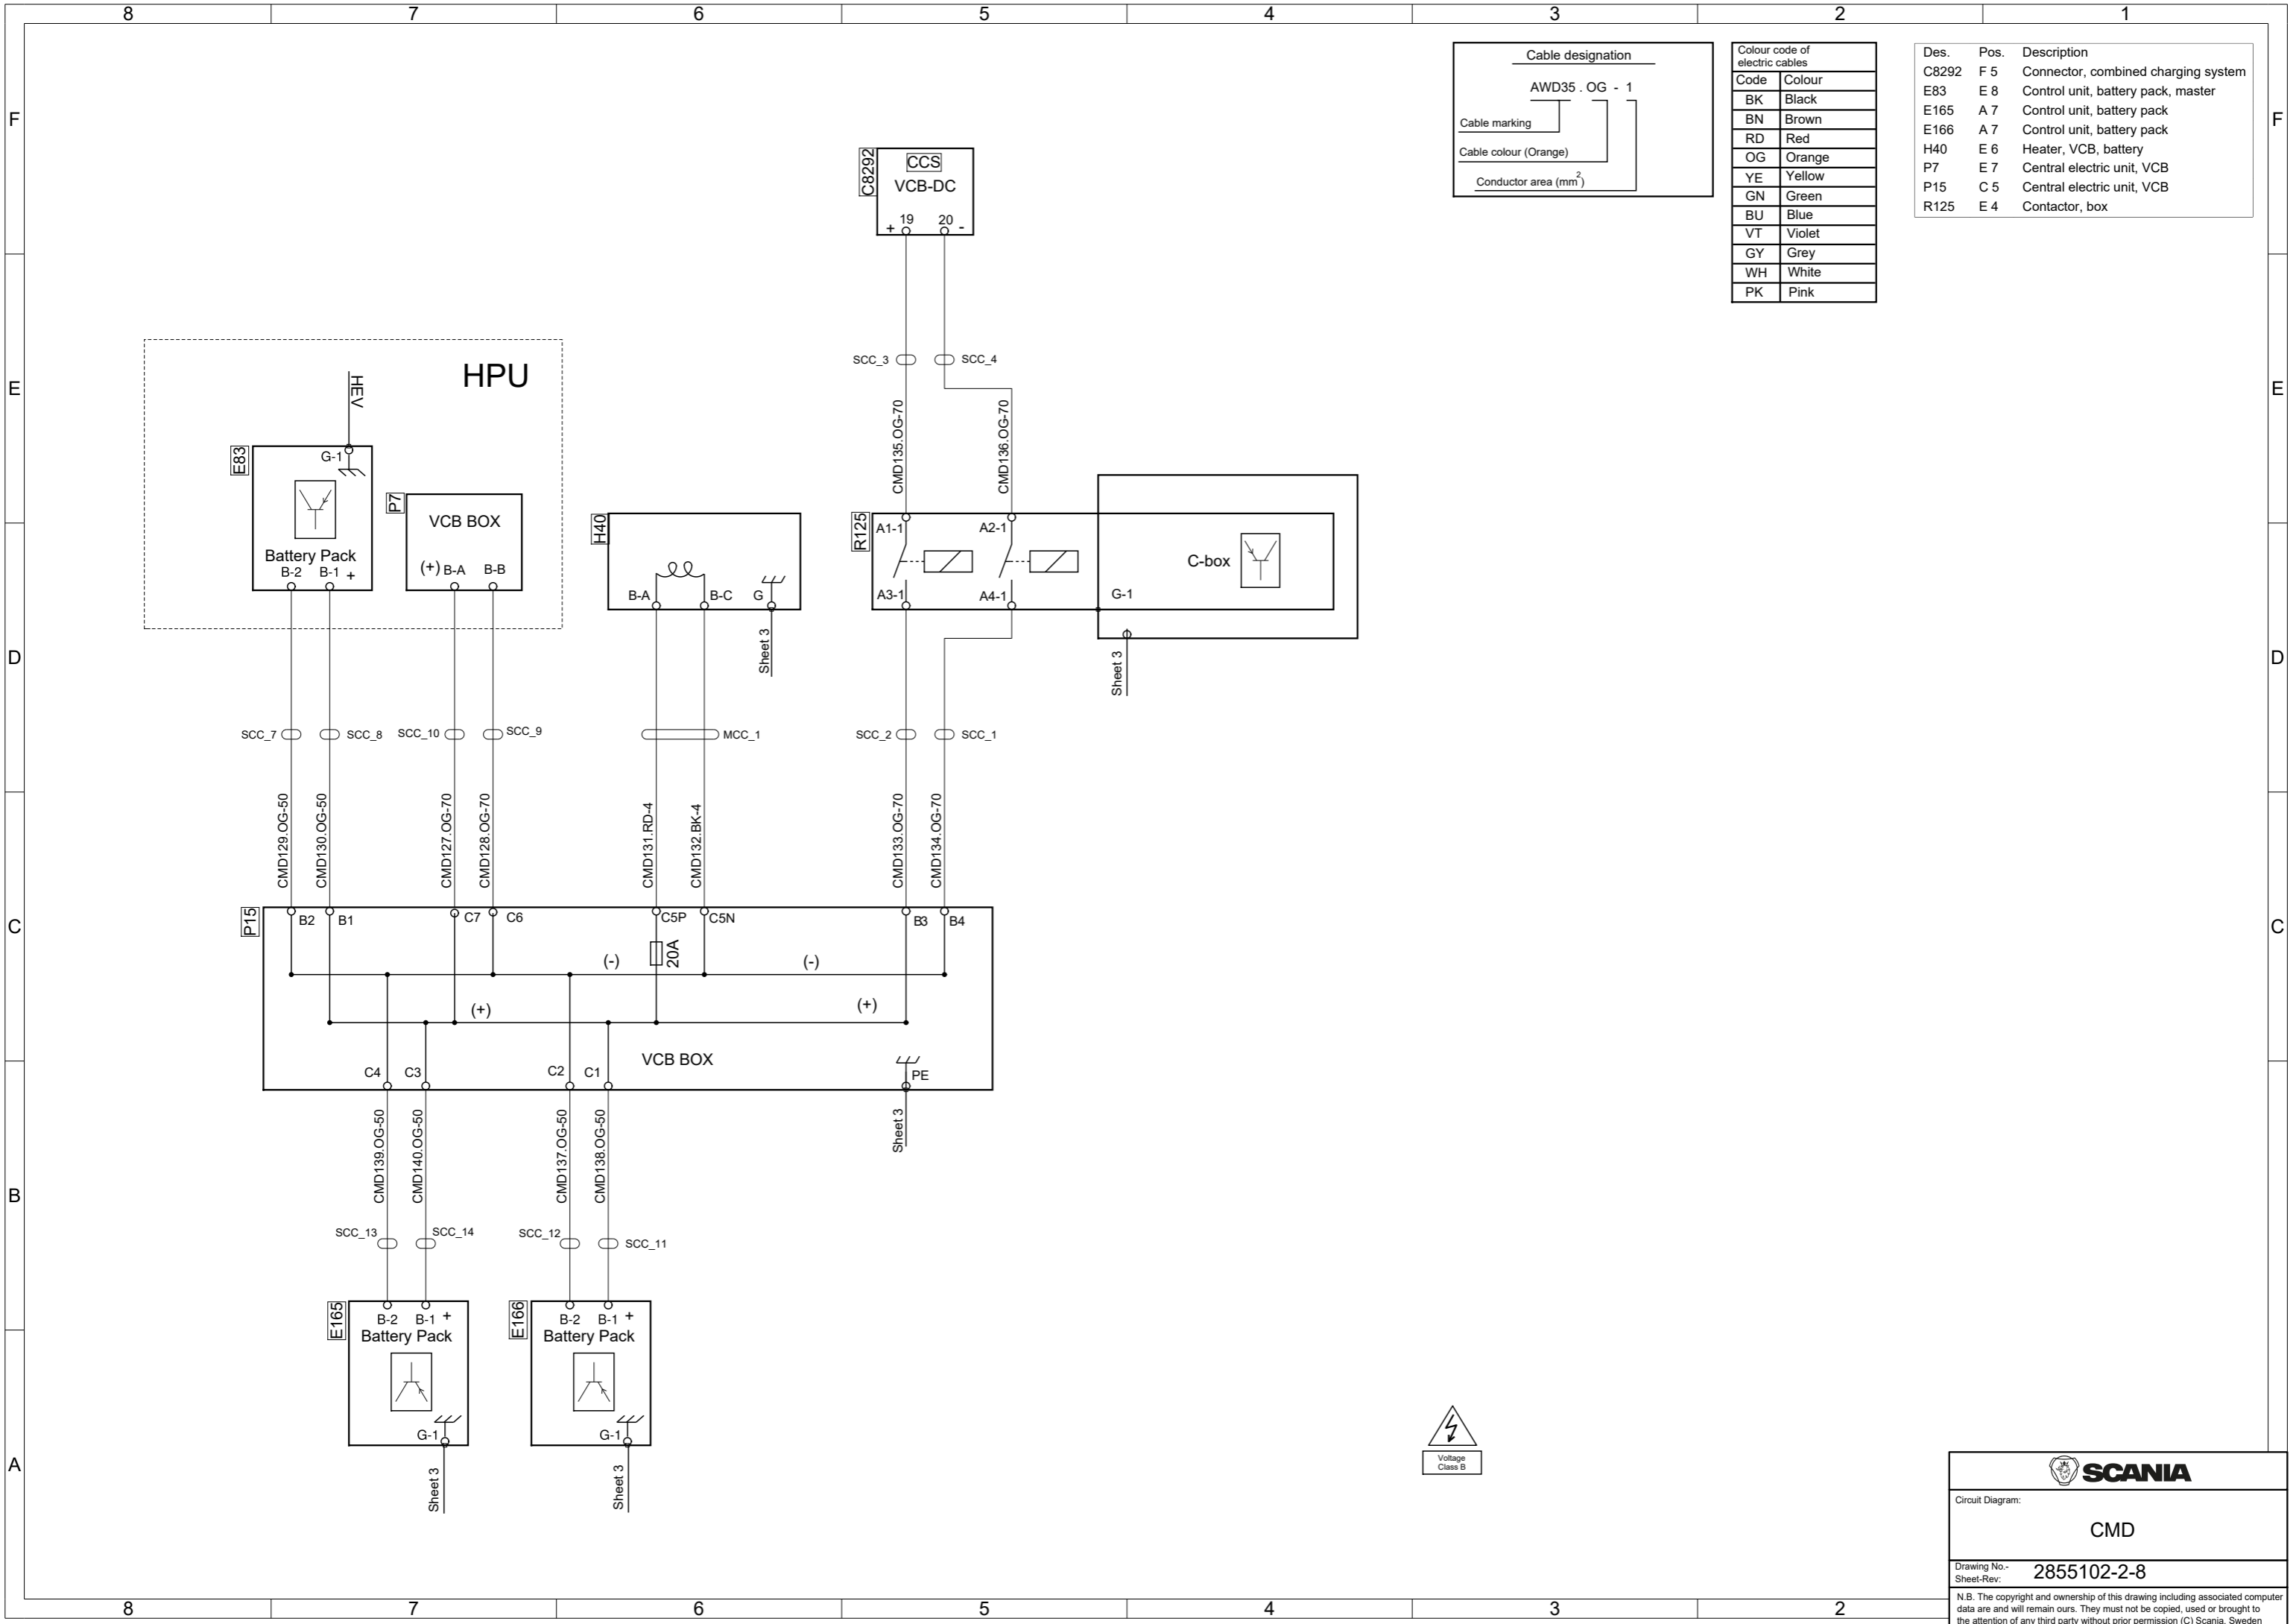 8 7 6 5 4 3 2 1
F
E
D
C
B
A
F
E
D
C
B
A
8 7 6 5 4 3 2
Cable designation
AWD35 . OG - 1
Cable marking
Cable colour (Orange)
Conductor area (mm²)
Colour code of
electric cables
Code Colour
BK Black
BN Brown
RD Red
OG Orange
YE Yellow
GN Green
BU Blue
VT Violet
GY Grey
WH White
PK Pink
Des. Pos. Description
C8292 F 5 Connector, combined charging system
E83 E 8 Control unit, battery pack, master
E165 A 7 Control unit, battery pack
E166 A 7 Control unit, battery pack
H40 E 6 Heater, VCB, battery
P7 E 7 Central electric unit, VCB
P15 C 5 Central electric unit, VCB
R125 E 4 Contactor, box
C8292
CCS
VCB-DC
+ 19 20 -
SCC_3 SCC_4
CMD135.OG-70
CMD136.OG-70
HPU
HEV
E83
G-1
Battery Pack
B-2 B-1 +
P7
VCB BOX
(+) B-A B-B
H40
B-A B-C G
Sheet 3
R125
A1-1 A2-1
A3-1 A4-1
C-box
G-1
Sheet 3
SCC_7 SCC_8 SCC_10 SCC_9 MCC_1 SCC_2 SCC_1
CMD129.OG-50
CMD130.OG-50
CMD127.OG-70
CMD128.OG-70
CMD131.RD-4
CMD132.BK-4
CMD133.OG-70
CMD134.OG-70
P15
B2 B1 C7 C6 C5P C5N B3 B4
20A
(-) (-)
(+) (+)
VCB BOX
C4 C3 C2 C1 PE
Sheet 3
CMD139.OG-50
CMD140.OG-50
CMD137.OG-50
CMD138.OG-50
SCC_13 SCC_14 SCC_12 SCC_11
E165
B-2 B-1 +
Battery Pack
G-1
Sheet 3
E166
B-2 B-1 +
Battery Pack
G-1
Sheet 3
Voltage
Class B
SCANIA
Circuit Diagram:
CMD
Drawing No.-
Sheet-Rev: 2855102-2-8
N.B. The copyright and ownership of this drawing including associated computer
data are and will remain ours. They must not be copied, used or brought to
the attention of any third party without prior permission (C) Scania, Sweden